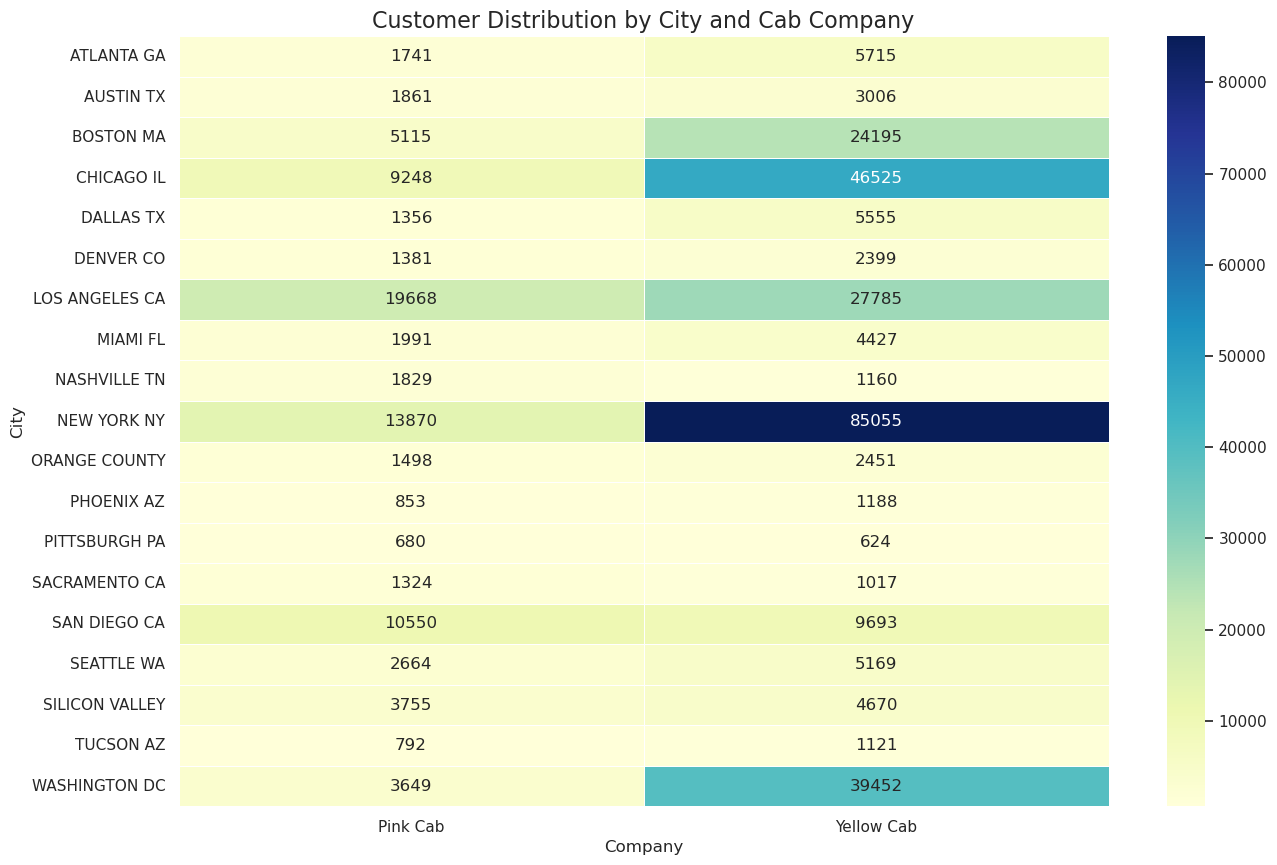 Customer Distribution by City and Cab Company
ATLANTA GA 1741 5715
AUSTIN TX 1861 3006
BOSTON MA 5115 24195
CHICAGO IL 9248 46525
DALLAS TX 1356 5555
DENVER CO 1381 2399
LOS ANGELES CA 19668 27785
MIAMI FL 1991 4427
NASHVILLE TN 1829 1160
NEW YORK NY 13870 85055
ORANGE COUNTY 1498 2451
PHOENIX AZ 853 1188
PITTSBURGH PA 680 624
SACRAMENTO CA 1324 1017
SAN DIEGO CA 10550 9693
SEATTLE WA 2664 5169
SILICON VALLEY 3755 4670
TUCSON AZ 792 1121
WASHINGTON DC 3649 39452
Pink Cab Yellow Cab
Company
City
80000
70000
60000
50000
40000
30000
20000
10000